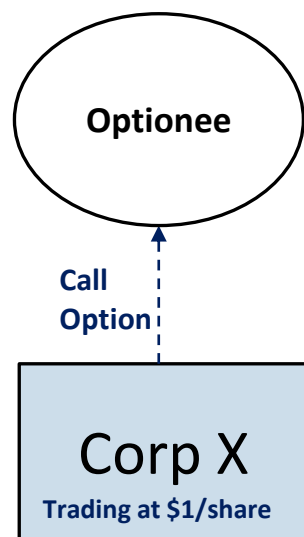 Optionee
Call
Option
Corp X
Trading at $1/share